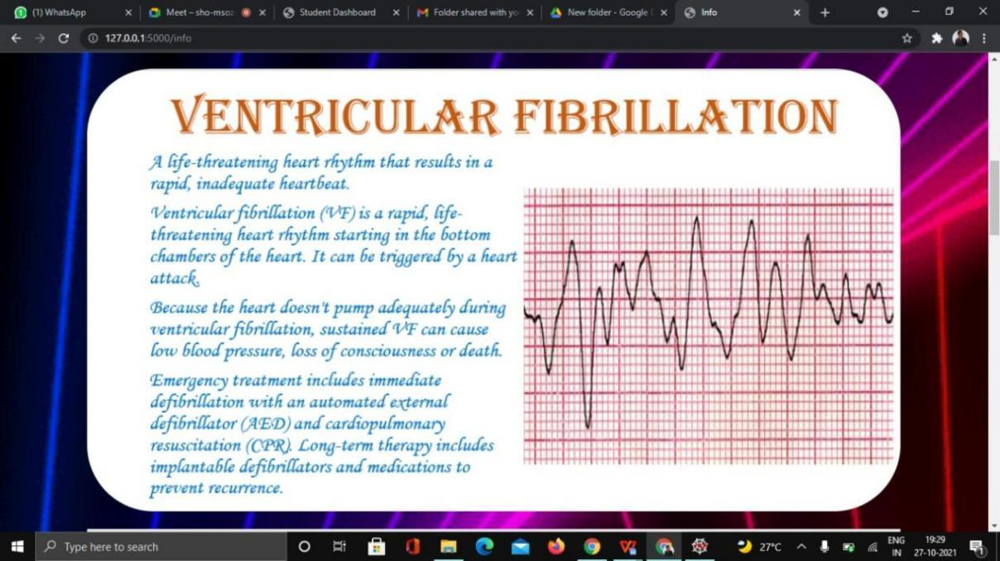 (1) WhatsApp
Meet – sho-msoz
Student Dashboard
Folder shared with yo
New folder - Google D
Info
127.0.0.1:5000/info
VENTRICULAR FIBRILLATION
A life-threatening heart rhythm that results in a
rapid, inadequate heartbeat.
Ventricular fibrillation (VF) is a rapid, life-
threatening heart rhythm starting in the bottom
chambers of the heart. It can be triggered by a heart
attack.
Because the heart doesn't pump adequately during
ventricular fibrillation, sustained VF can cause
low blood pressure, loss of consciousness or death.
Emergency treatment includes immediate
defibrillation with an automated external
defibrillator (AED) and cardiopulmonary
resuscitation (CPR). Long-term therapy includes
implantable defibrillators and medications to
prevent recurrence.
Type here to search
27°C
ENG
IN
19:29
27-10-2021
1